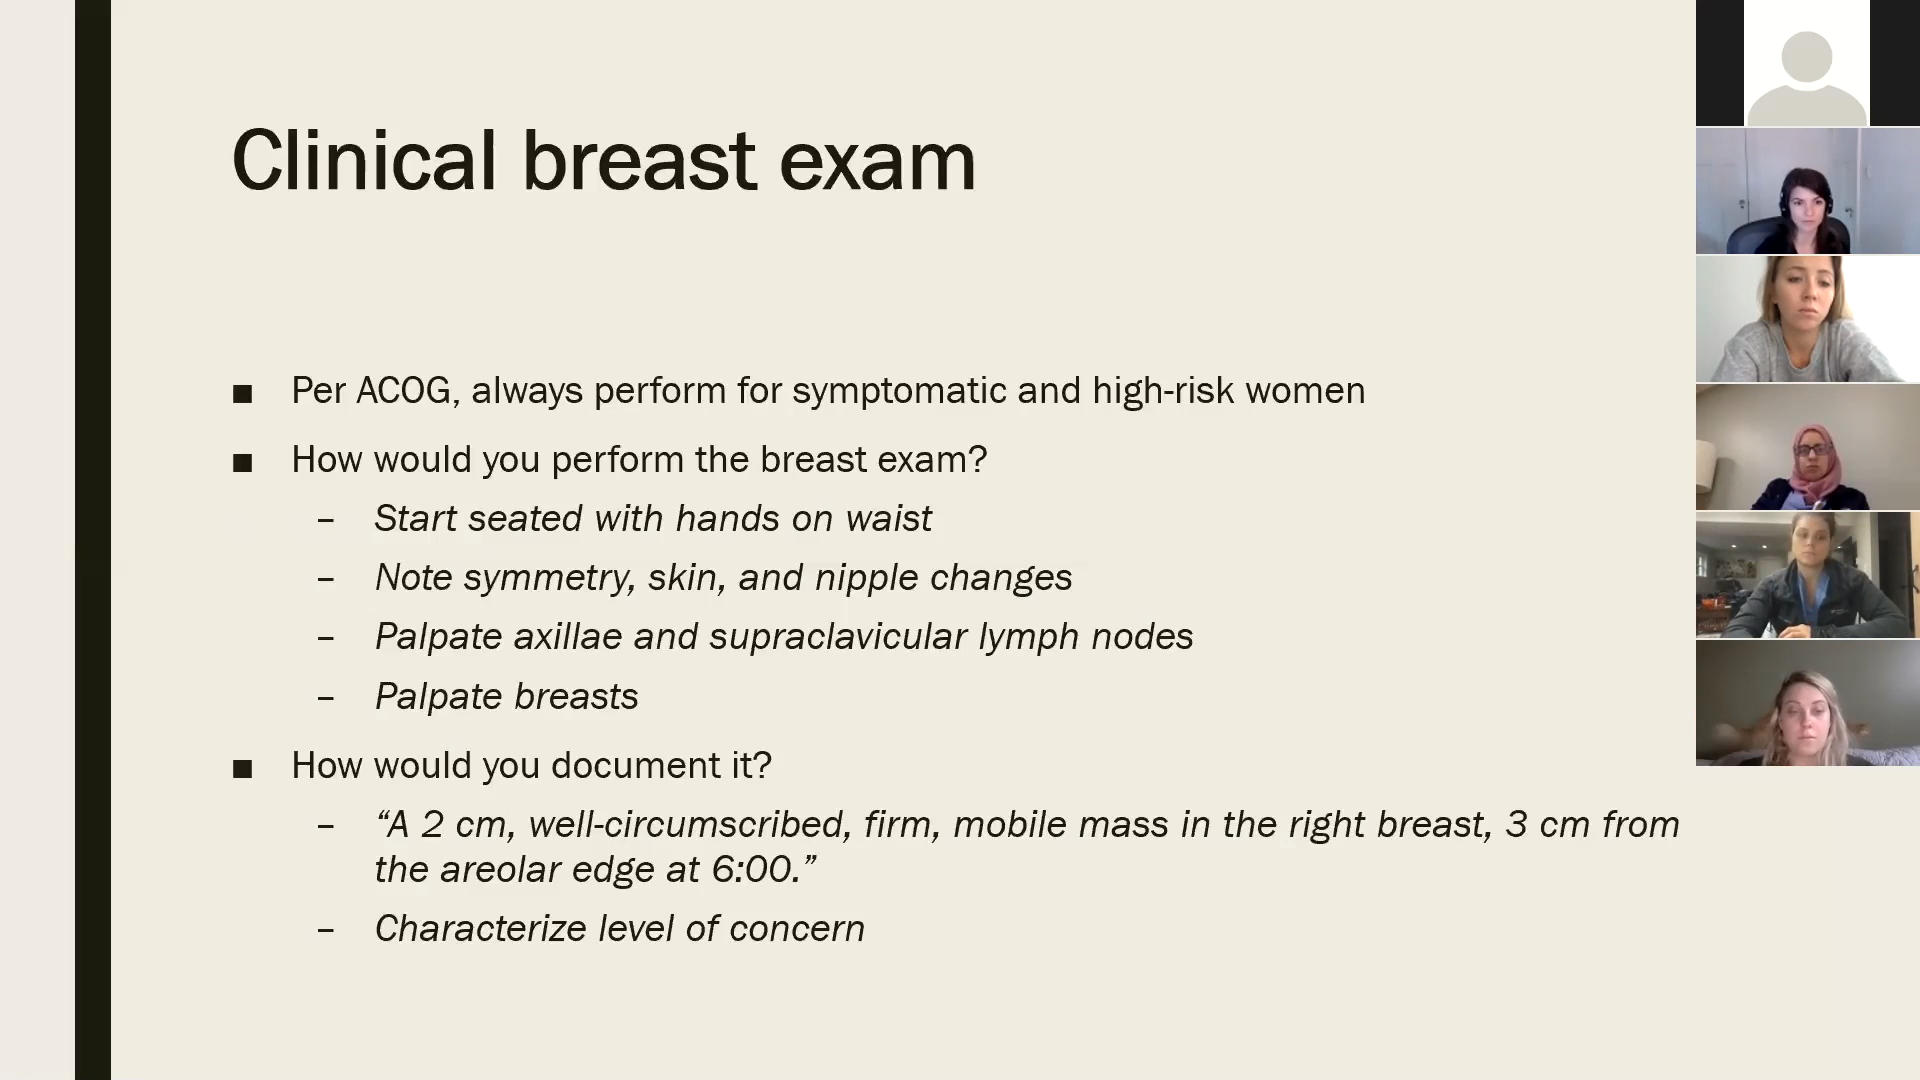 Clinical breast exam
■ Per ACOG, always perform for symptomatic and high-risk women
■ How would you perform the breast exam?
– Start seated with hands on waist
– Note symmetry, skin, and nipple changes
– Palpate axillae and supraclavicular lymph nodes
– Palpate breasts
■ How would you document it?
– “A 2 cm, well-circumscribed, firm, mobile mass in the right breast, 3 cm from
the areolar edge at 6:00.”
– Characterize level of concern